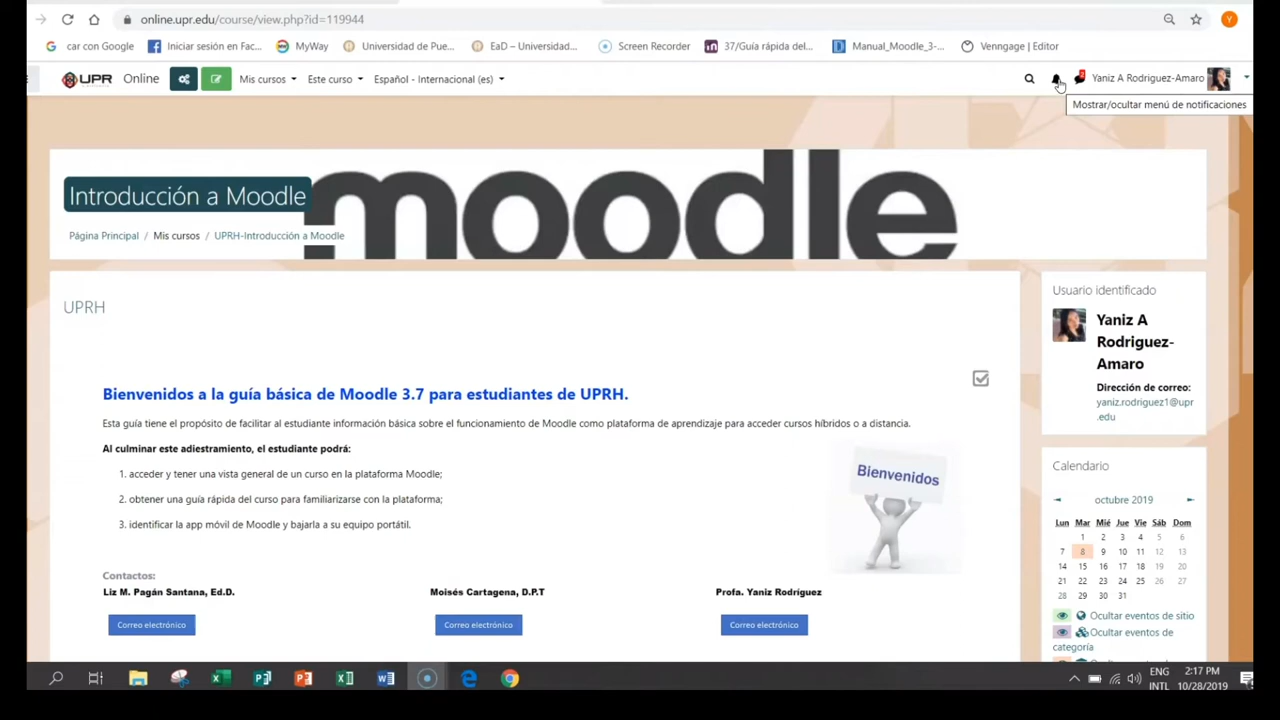 online.upr.edu/course/view.php?id=119944
car con Google Iniciar sesión en Fac... MyWay Universidad de Pue... EaD – Universidad... Screen Recorder 37/Guía rápida del... Manual_Moodle_3-... Venngage | Editor
UPR Online Mis cursos Este curso Español - Internacional (es) Yaniz A Rodriguez-Amaro
Mostrar/ocultar menú de notificaciones
moodle
Introducción a Moodle
Página Principal / Mis cursos / UPRH-Introducción a Moodle
UPRH
Bienvenidos a la guía básica de Moodle 3.7 para estudiantes de UPRH.
Esta guía tiene el propósito de facilitar al estudiante información básica sobre el funcionamiento de Moodle como plataforma de aprendizaje para acceder cursos híbridos o a distancia.
Al culminar este adiestramiento, el estudiante podrá:
1. acceder y tener una vista general de un curso en la plataforma Moodle;
2. obtener una guía rápida del curso para familiarizarse con la plataforma;
3. identificar la app móvil de Moodle y bajarla a su equipo portátil.
Bienvenidos
Contactos:
Liz M. Pagán Santana, Ed.D. Moisés Cartagena, D.P.T Profa. Yaniz Rodríguez
Correo electrónico Correo electrónico Correo electrónico
Usuario identificado
Yaniz A
Rodriguez-
Amaro
Dirección de correo:
yaniz.rodriguez1@upr
.edu
Calendario
octubre 2019
Lun Mar Mié Jue Vie Sáb Dom
1 2 3 4 5 6
7 8 9 10 11 12 13
14 15 16 17 18 19 20
21 22 23 24 25 26 27
28 29 30 31
Ocultar eventos de sitio
Ocultar eventos de
categoría
ENG 2:17 PM
INTL 10/28/2019